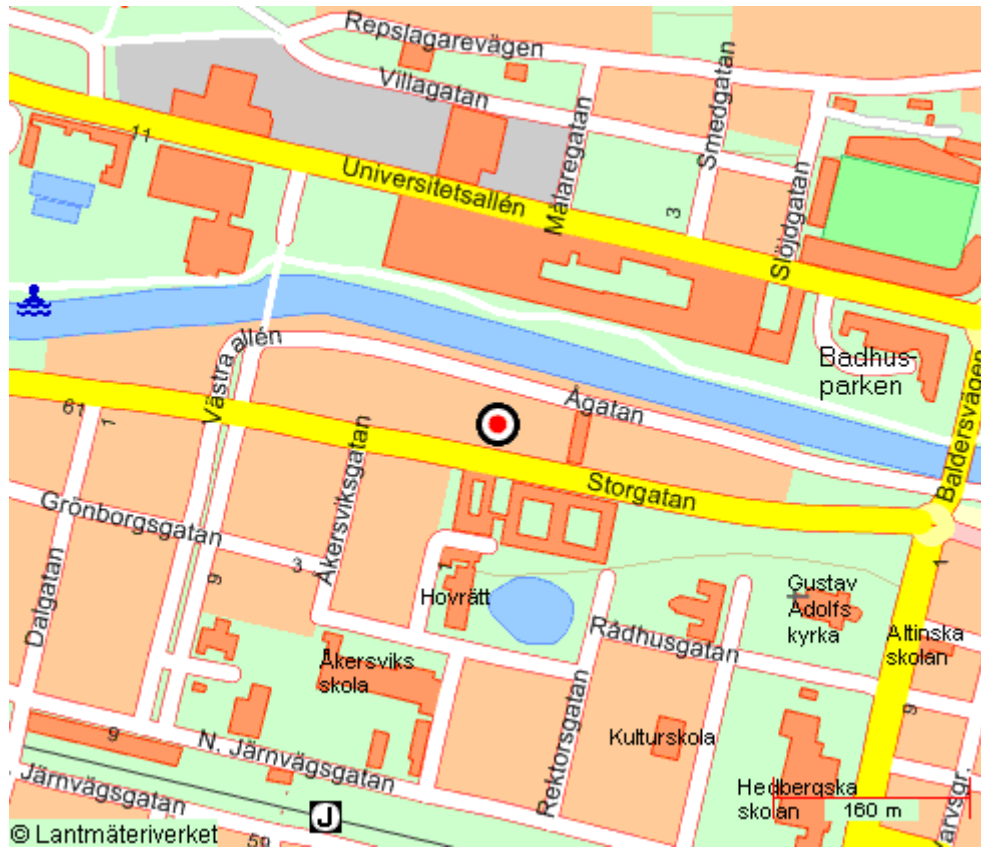 Repslagarevägen
Villagatan
Smedgatan
11
Universitetsallén
Målaregatan
3
Slöjdgatan
Badhus-
parken
Västra allén
Ågatan
Baldersvägen
61
1
Åkersviksgatan
Storgatan
Grönborgsgatan
3
9
1
1
Dalgatan
Hovrätt
Gustav
Adolfs
kyrka
Rådhusgatan
Altinska
skolan
Åkersviks
skola
9
Kulturskola
9
N. Järnvägsgatan
Rektorsgatan
. Järnvägsgatan
Hedbergska
skolan
160 m
J
© Lantmäteriverket
59